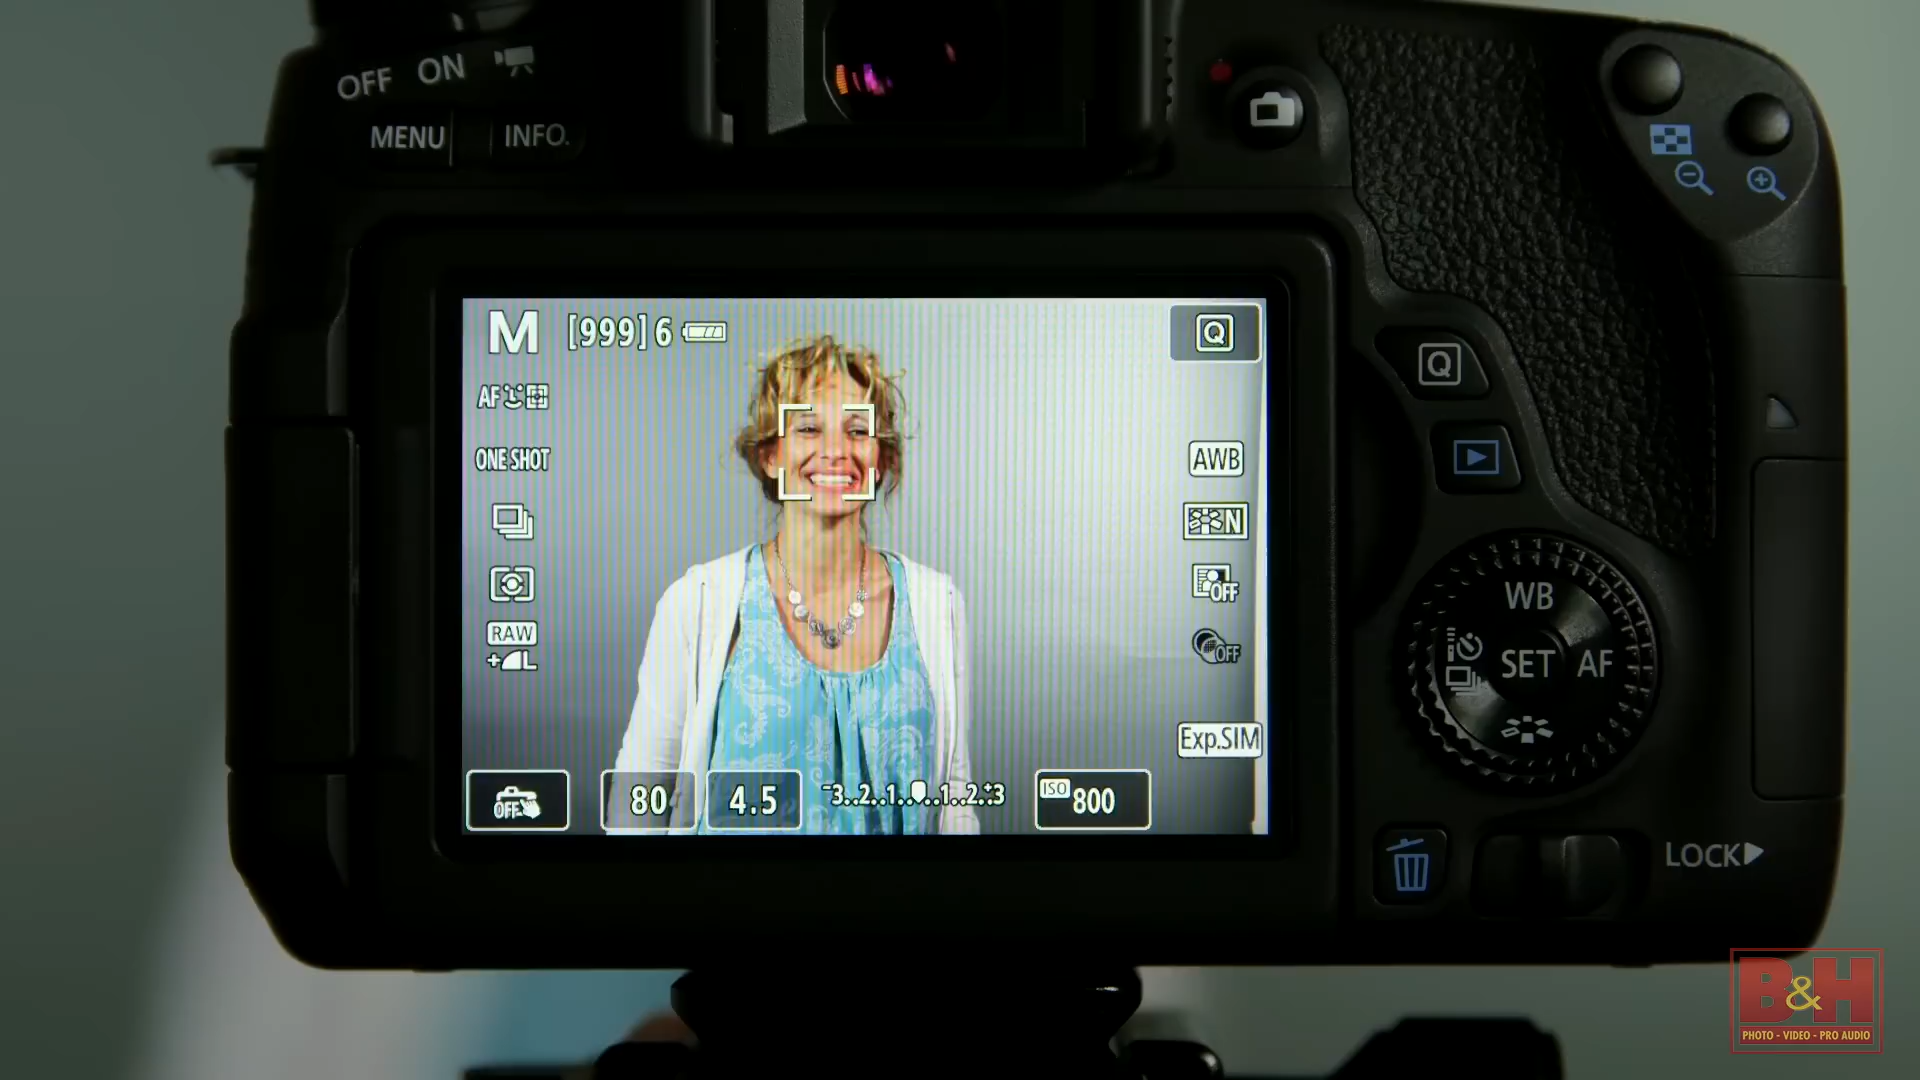 OFF ON
MENU INFO.
M [999] 6
Q
AF
ONE SHOT
AWB
N
OFF
RAW
+L
OFF
Exp.SIM
OFF
80
4.5
-3..2..1..0..1..2.:+3
ISO 800
Q
WB
SET
AF
LOCK
B&H
PHOTO - VIDEO - PRO AUDIO